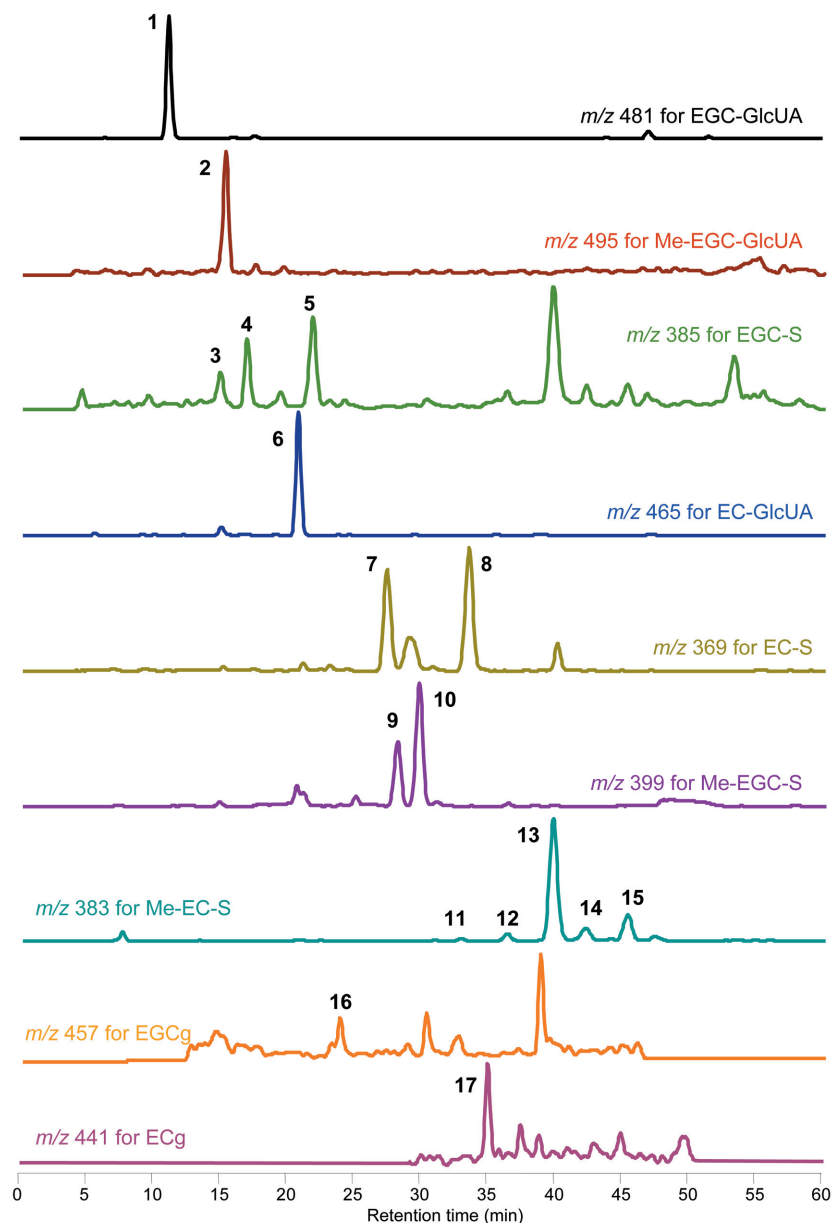 1
m/z 481 for EGC-GlcUA
2
m/z 495 for Me-EGC-GlcUA
3
4
5
m/z 385 for EGC-S
6
m/z 465 for EC-GlcUA
7
8
m/z 369 for EC-S
9
10
m/z 399 for Me-EGC-S
13
m/z 383 for Me-EC-S
11
12
14
15
16
m/z 457 for EGCg
17
m/z 441 for ECg
0 5 10 15 20 25 30 35 40 45 50 55 60
Retention time (min)